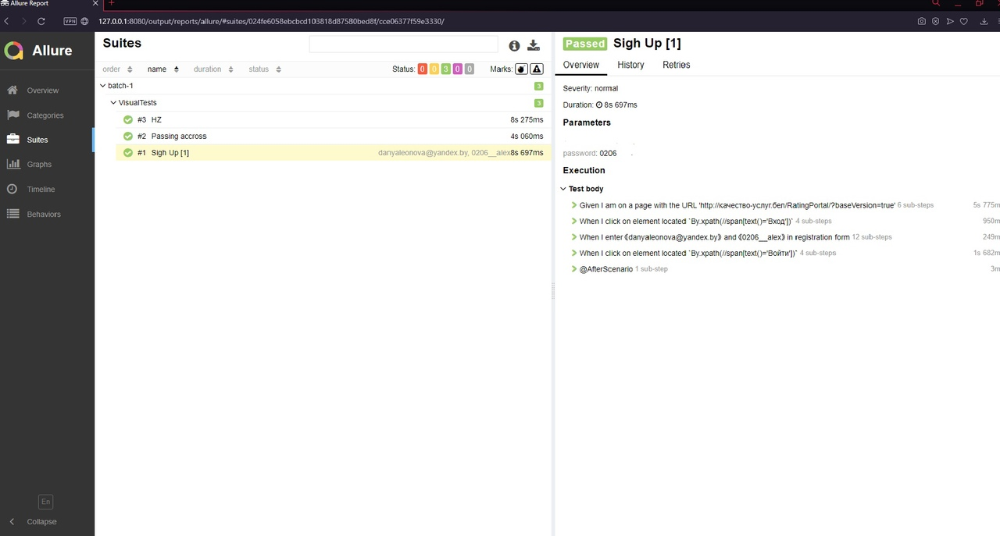 Allure Report
VPN 127.0.0.1:8080/output/reports/allure/#suites/024fe6058ebcbcd103818d87580bed8f/cce06377f59e3330/
Allure
Overview
Categories
Suites
Graphs
Timeline
Behaviors
En
Collapse
Suites
order name duration status Status: 0 0 3 0 0 Marks:
batch-1 3
VisualTests 3
#3 HZ 8s 275ms
#2 Passing accross 4s 060ms
#1 Sigh Up [1] danyaleonova@yandex.by, 0206__alex 8s 697ms
Passed Sigh Up [1]
Overview History Retries
Severity: normal
Duration: 8s 697ms
Parameters
password: 0206
Execution
Test body
Given I am on a page with the URL 'http://качество-услуг.бел/RatingPortal/?baseVersion=true' 6 sub-steps 5s 775m
When I click on element located `By.xpath(//span[text()='Вход'])` 4 sub-steps 950m
When I enter 《danyaleonova@yandex.by》 and 《0206__alex》 in registration form 12 sub-steps 249m
When I click on element located `By.xpath(//span[text()='Войти'])` 4 sub-steps 1s 682m
@AfterScenario 1 sub-step 3m